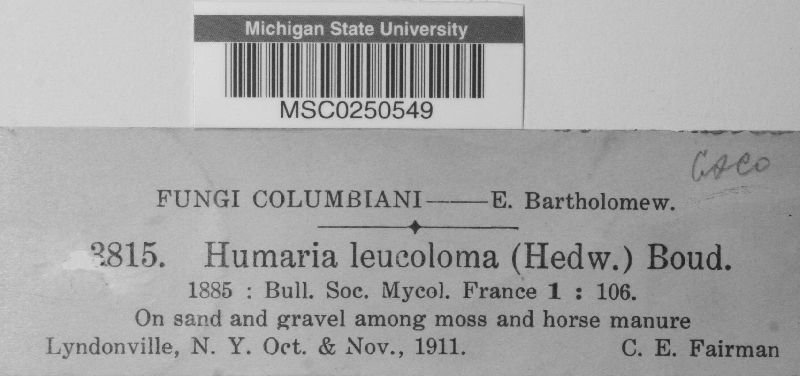 Michigan State University
MSC0250549
FUNGI COLUMBIANI—E. Bartholomew.
3815. Humaria leucoloma (Hedw.) Boud.
1885 : Bull. Soc. Mycol. France 1 : 106.
On sand and gravel among moss and horse manure
Lyndonville, N. Y. Oct. & Nov., 1911. C. E. Fairman